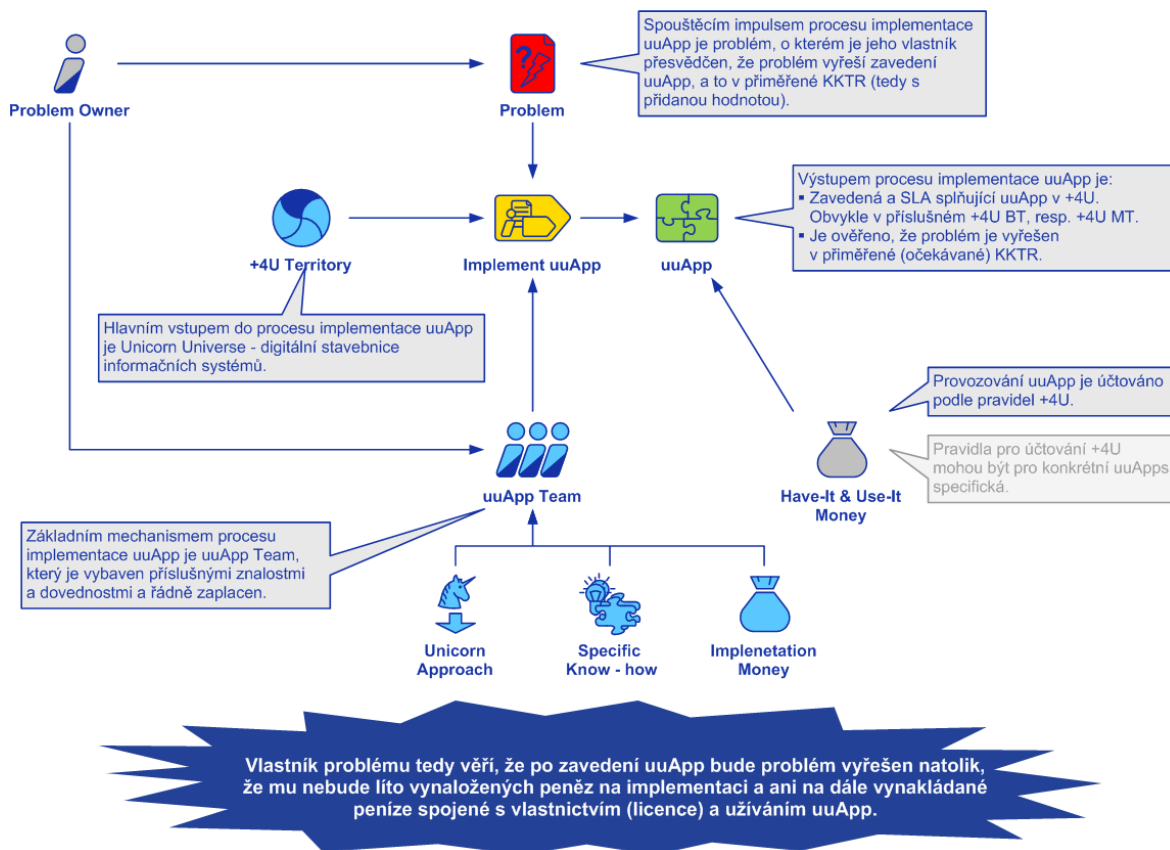 Spouštěcím impulsem procesu implementace
uuApp je problém, o kterém je jeho vlastník
přesvědčen, že problém vyřeší zavedení
uuApp, a to v přiměřené KKTR (tedy s
přidanou hodnotou).
Problem Owner
Problem
Výstupem procesu implementace uuApp je:
▪ Zavedená a SLA splňující uuApp v +4U.
Obvykle v příslušném +4U BT, resp. +4U MT.
▪ Je ověřeno, že problém je vyřešen
v přiměřené (očekávané) KKTR.
+4U Territory
Implement uuApp
uuApp
Hlavním vstupem do procesu implementace uuApp
je Unicorn Universe - digitální stavebnice
informačních systémů.
Provozování uuApp je účtováno
podle pravidel +4U.
Pravidla pro účtování +4U
mohou být pro konkrétní uuApps
specifická.
uuApp Team
Have-It & Use-It
Money
Základním mechanismem procesu
implementace uuApp je uuApp Team,
který je vybaven příslušnými znalostmi
a dovednostmi a řádně zaplacen.
?
Unicorn
Approach
Specific
Know - how
Implenetation
Money
Vlastník problému tedy věří, že po zavedení uuApp bude problém vyřešen natolik,
že mu nebude líto vynaložených peněz na implementaci a ani na dále vynakládané
peníze spojené s vlastnictvím (licence) a užíváním uuApp.